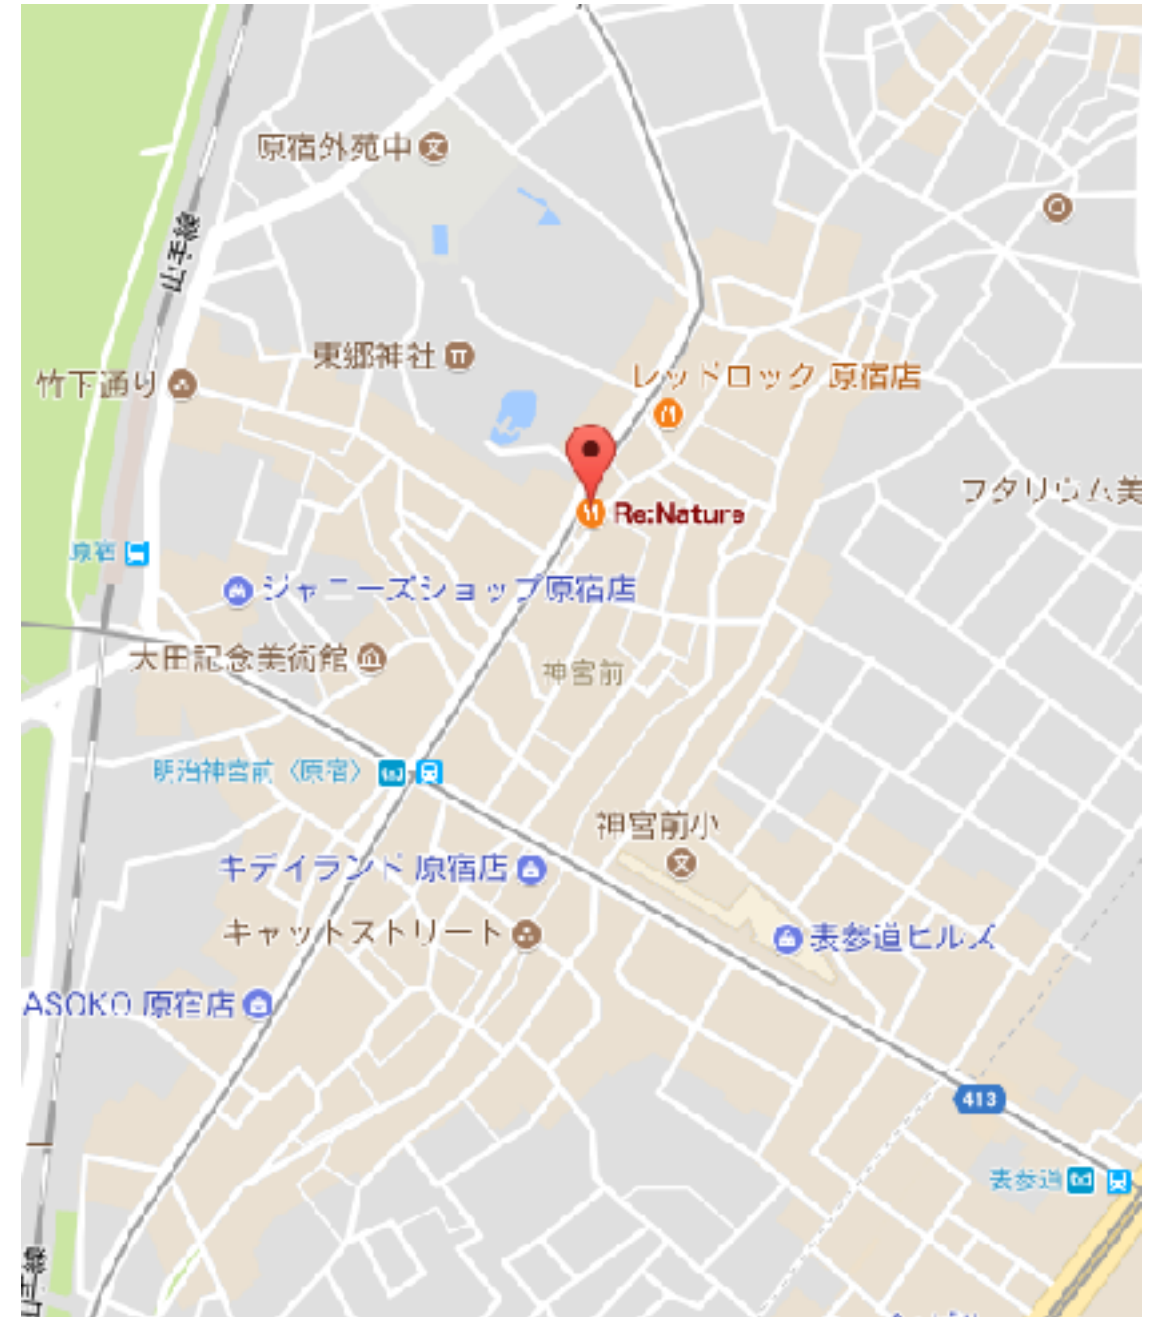 原宿外苑中
山手線
東郷神社
竹下通り
レッドロック 原宿店
フタリウム美
Re:Nature
原宿
ジャニーズショップ原宿店
太田記念美術館
神宮前
明治神宮前〈原宿〉
神宮前小
キデイランド 原宿店
キャットストリート
表参道ヒルズ
ASOKO 原宿店
413
表参道
山手線